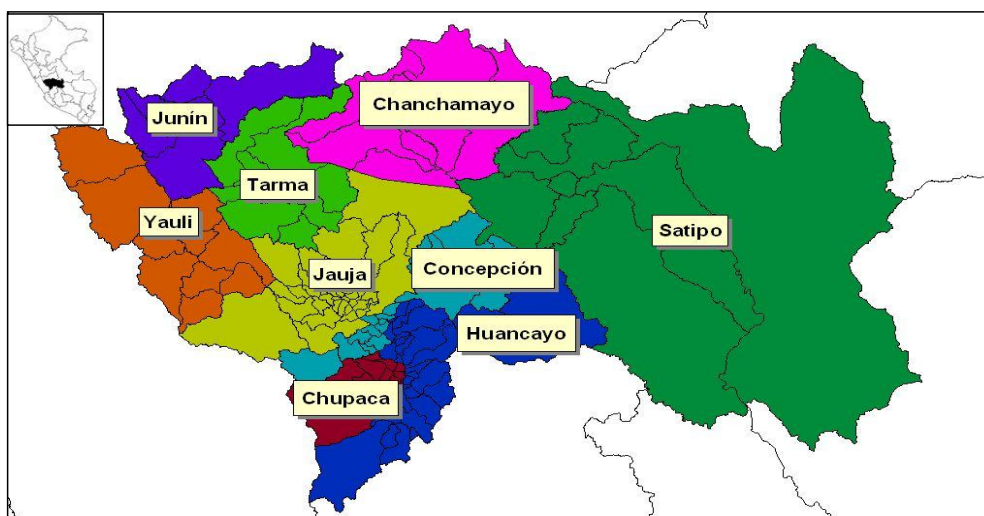 Chanchamayo
Junín
Tarma
Yauli
Satipo
Jauja
Concepción
Huancayo
Chupaca